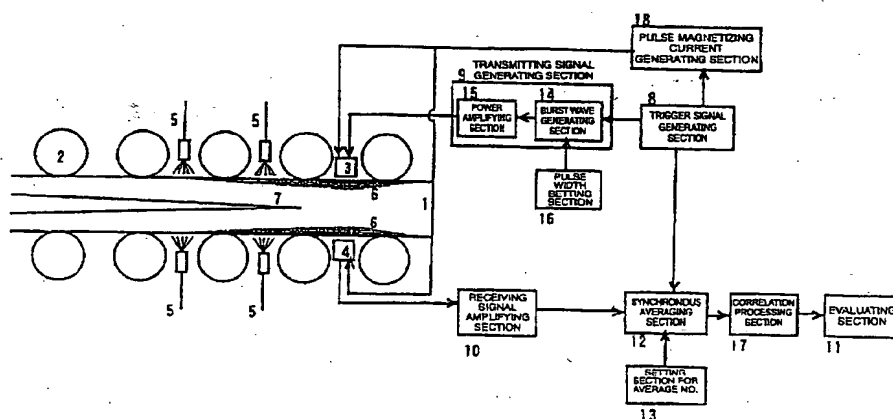 18
PULSE MAGNETIZING
CURRENT
GENERATING SECTION
TRANSMITTING SIGNAL
GENERATING SECTION
9
15
POWER
AMPLIFYING
SECTION
14
BURST WAVE
GENERATING
SECTION
8
TRIGGER SIGNAL
GENERATING
SECTION
5
5
2
3
6
7
1
6
4
5
5
PULSE
WIDTH
SETTING
SECTION
16
RECEIVING
SIGNAL
AMPLIFYING
SECTION
10
SYNCHRONOUS
AVERAGING
SECTION
12
CORRELATION
PROCESSING
SECTION
17
EVALUATING
SECTION
11
SETTING
SECTION FOR
AVERAGE NO.
13